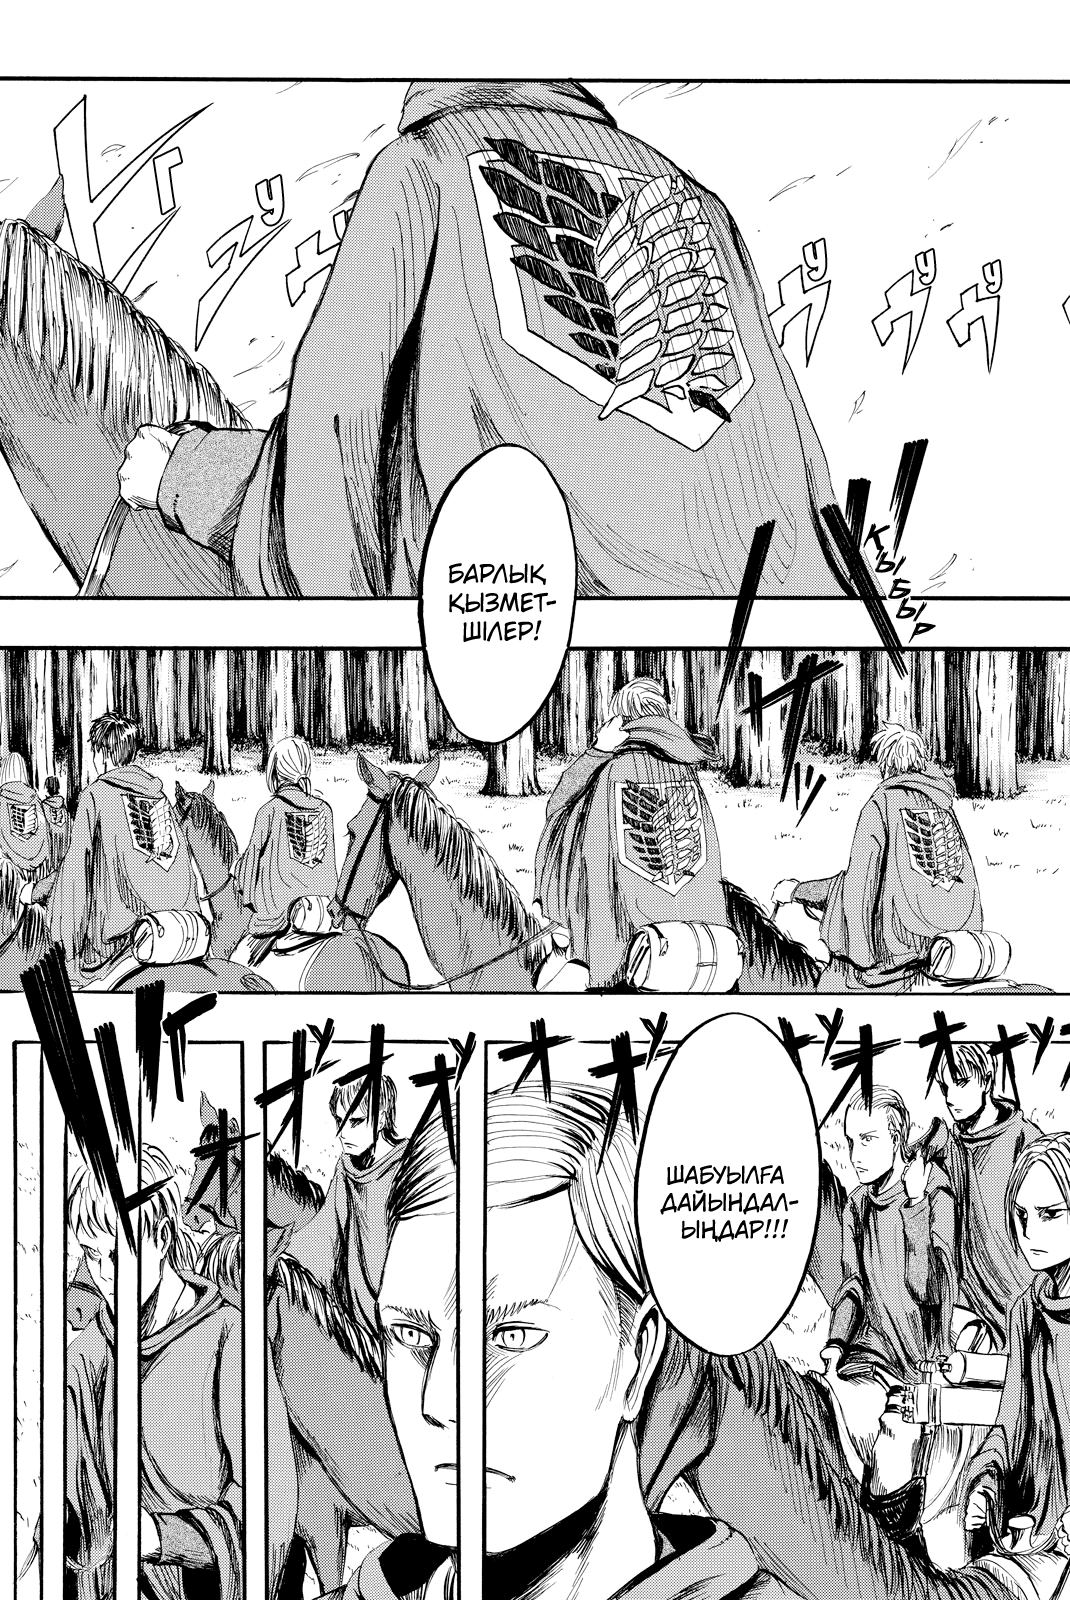 Г
У
У
У
У
У
БАРЛЫҚ
ҚЫЗМЕТ-
ШІЛЕР!
ҚЫБЫР
ШАБУЫЛҒА
ДАЙЫНДАЛ-
ЫҢДАР!!!